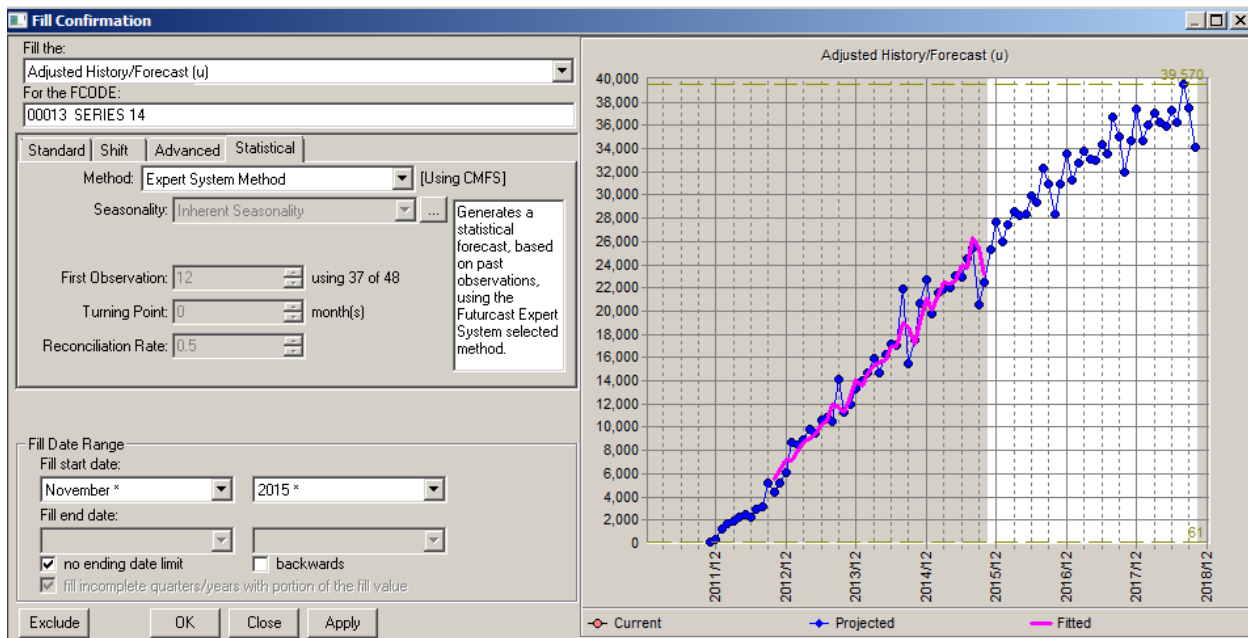 Fill Confirmation
Fill the:
Adjusted History/Forecast (u)
For the FCODE:
00013 SERIES 14
Standard Shift Advanced Statistical
Method: Expert System Method [Using CMFS]
Seasonality: Inherent Seasonality ...
Generates a
statistical
forecast, based
on past
observations,
using the
Futurcast Expert
System selected
method.
First Observation: 12 using 37 of 48
Turning Point: 0 month(s)
Reconciliation Rate: 0.5
Fill Date Range
Fill start date:
November * 2015 *
Fill end date:
no ending date limit backwards
fill incomplete quarters/years with portion of the fill value
Exclude OK Close Apply
Adjusted History/Forecast (u)
39,570
40,000
38,000
36,000
34,000
32,000
30,000
28,000
26,000
24,000
22,000
20,000
18,000
16,000
14,000
12,000
10,000
8,000
6,000
4,000
2,000
0
61
2011/12 2012/12 2013/12 2014/12 2015/12 2016/12 2017/12 2018/12
Current Projected Fitted